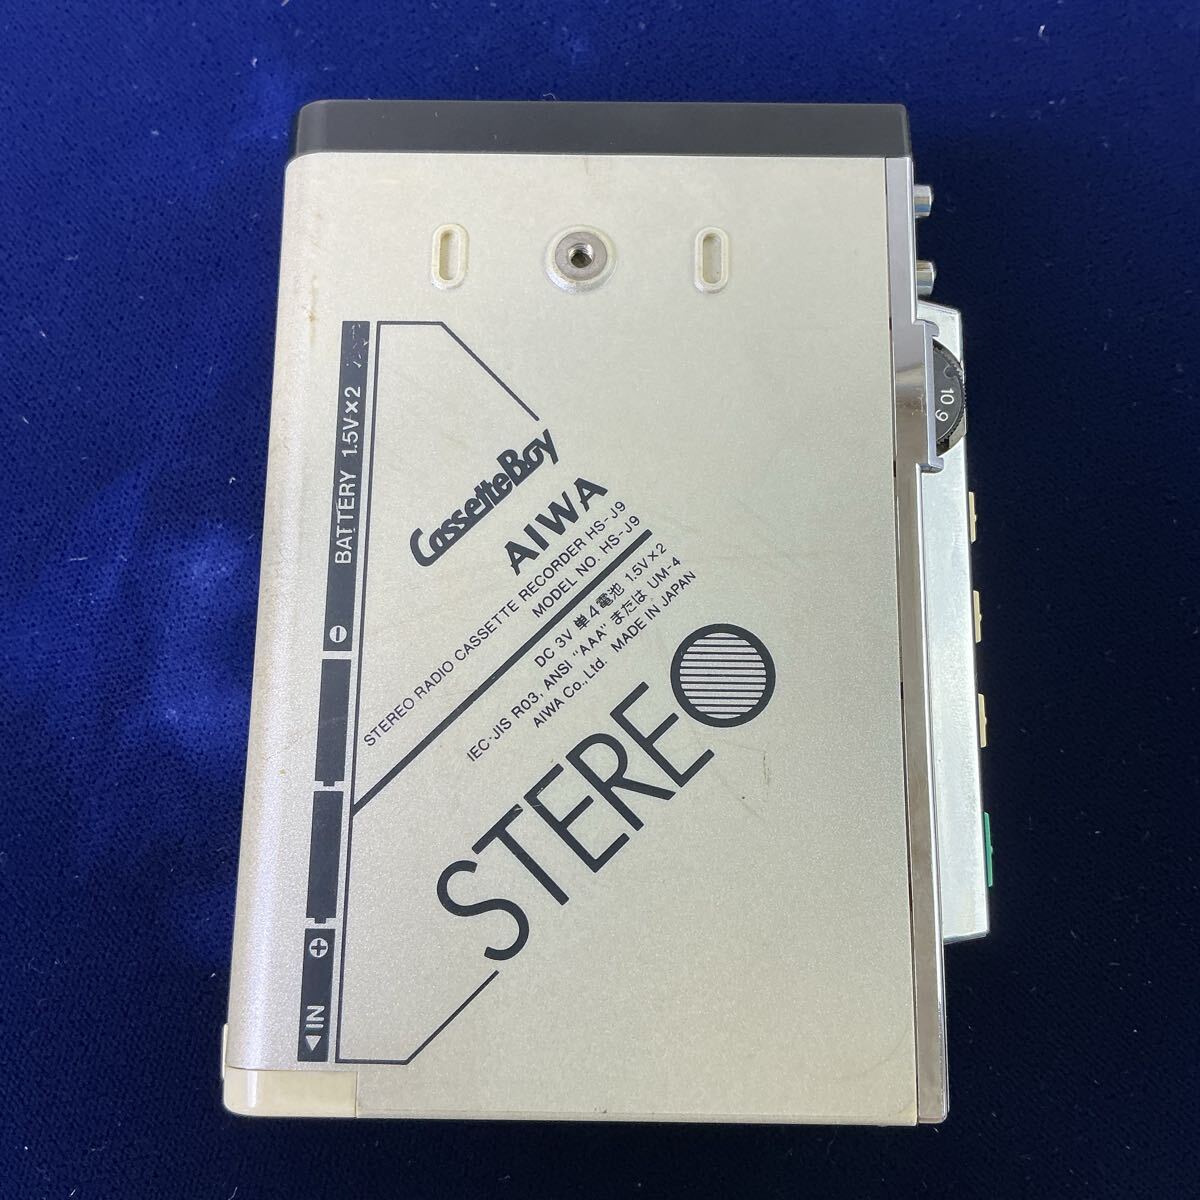 CassetteBoy
AIWA
STEREO RADIO CASSETTE RECORDER HS-J9
MODEL NO. HS-J9
DC 3V 単4電池 1.5V×2
IEC·JIS R03, ANSI "AAA" または UM-4
AIWA Co., Ltd. MADE IN JAPAN
STEREO
◀ IN ⊕ ⊖ BATTERY 1.5V×2
10 9